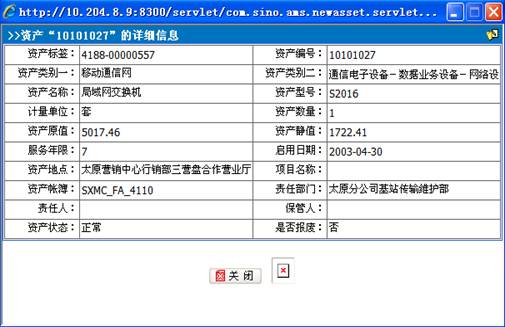 http://10.204.8.9:8300/servlet/com.sino.ams.newasset.servlet...
>>资产“10101027”的详细信息
资产标签： 4188-00000557 资产编号： 10101027
资产类别一： 移动通信网 资产类别二： 通信电子设备－数据业务设备－网络设
资产名称： 局域网交换机 资产型号： S2016
计量单位： 套 资产数量： 1
资产原值： 5017.46 资产静值： 1722.41
服务年限： 7 启用日期： 2003-04-30
资产地点： 太原营销中心行销部三营盘合作营业厅 项目名称：
资产帐簿： SXMC_FA_4110 责任部门： 太原分公司基站传输维护部
责任人： 保管人：
资产状态： 正常 是否报废： 否
关 闭